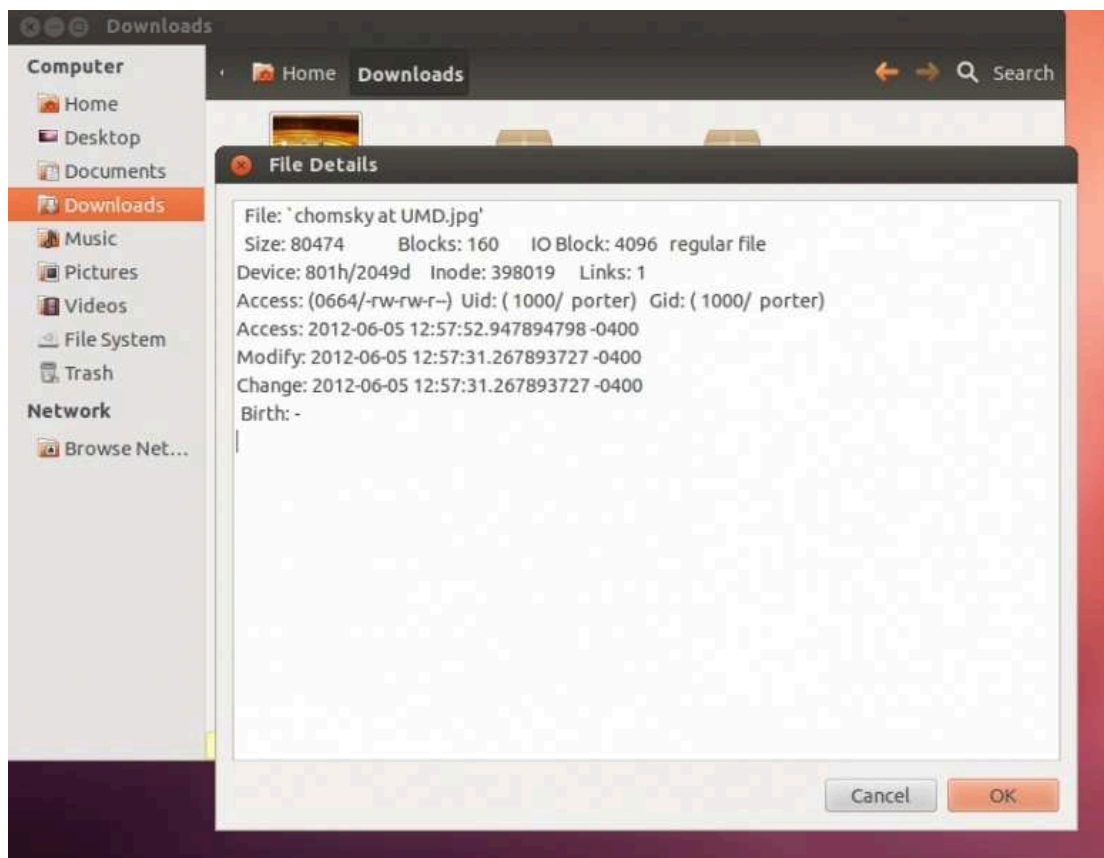 Downloads
Computer
Home
Desktop
Documents
Downloads
Music
Pictures
Videos
File System
Trash
Network
Browse Net...
Home Downloads Search
File Details
File: `chomsky at UMD.jpg'
Size: 80474 Blocks: 160 IO Block: 4096 regular file
Device: 801h/2049d Inode: 398019 Links: 1
Access: (0664/-rw-rw-r--) Uid: ( 1000/ porter) Gid: ( 1000/ porter)
Access: 2012-06-05 12:57:52.947894798 -0400
Modify: 2012-06-05 12:57:31.267893727 -0400
Change: 2012-06-05 12:57:31.267893727 -0400
Birth: -
Cancel OK